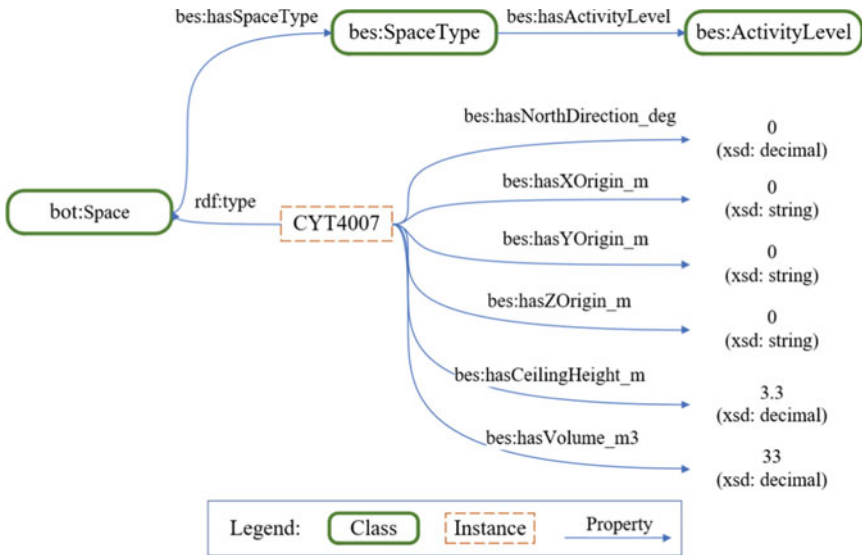 bes:hasSpaceType
bes:SpaceType
bes:hasActivityLevel
bes:ActivityLevel
bes:hasNorthDirection_deg
0
(xsd: decimal)
bot:Space
rdf:type
CYT4007
bes:hasXOrigin_m
0
(xsd: string)
bes:hasYOrigin_m
0
(xsd: string)
bes:hasZOrigin_m
0
(xsd: string)
bes:hasCeilingHeight_m
3.3
(xsd: decimal)
bes:hasVolume_m3
33
(xsd: decimal)
Legend: Class Instance Property